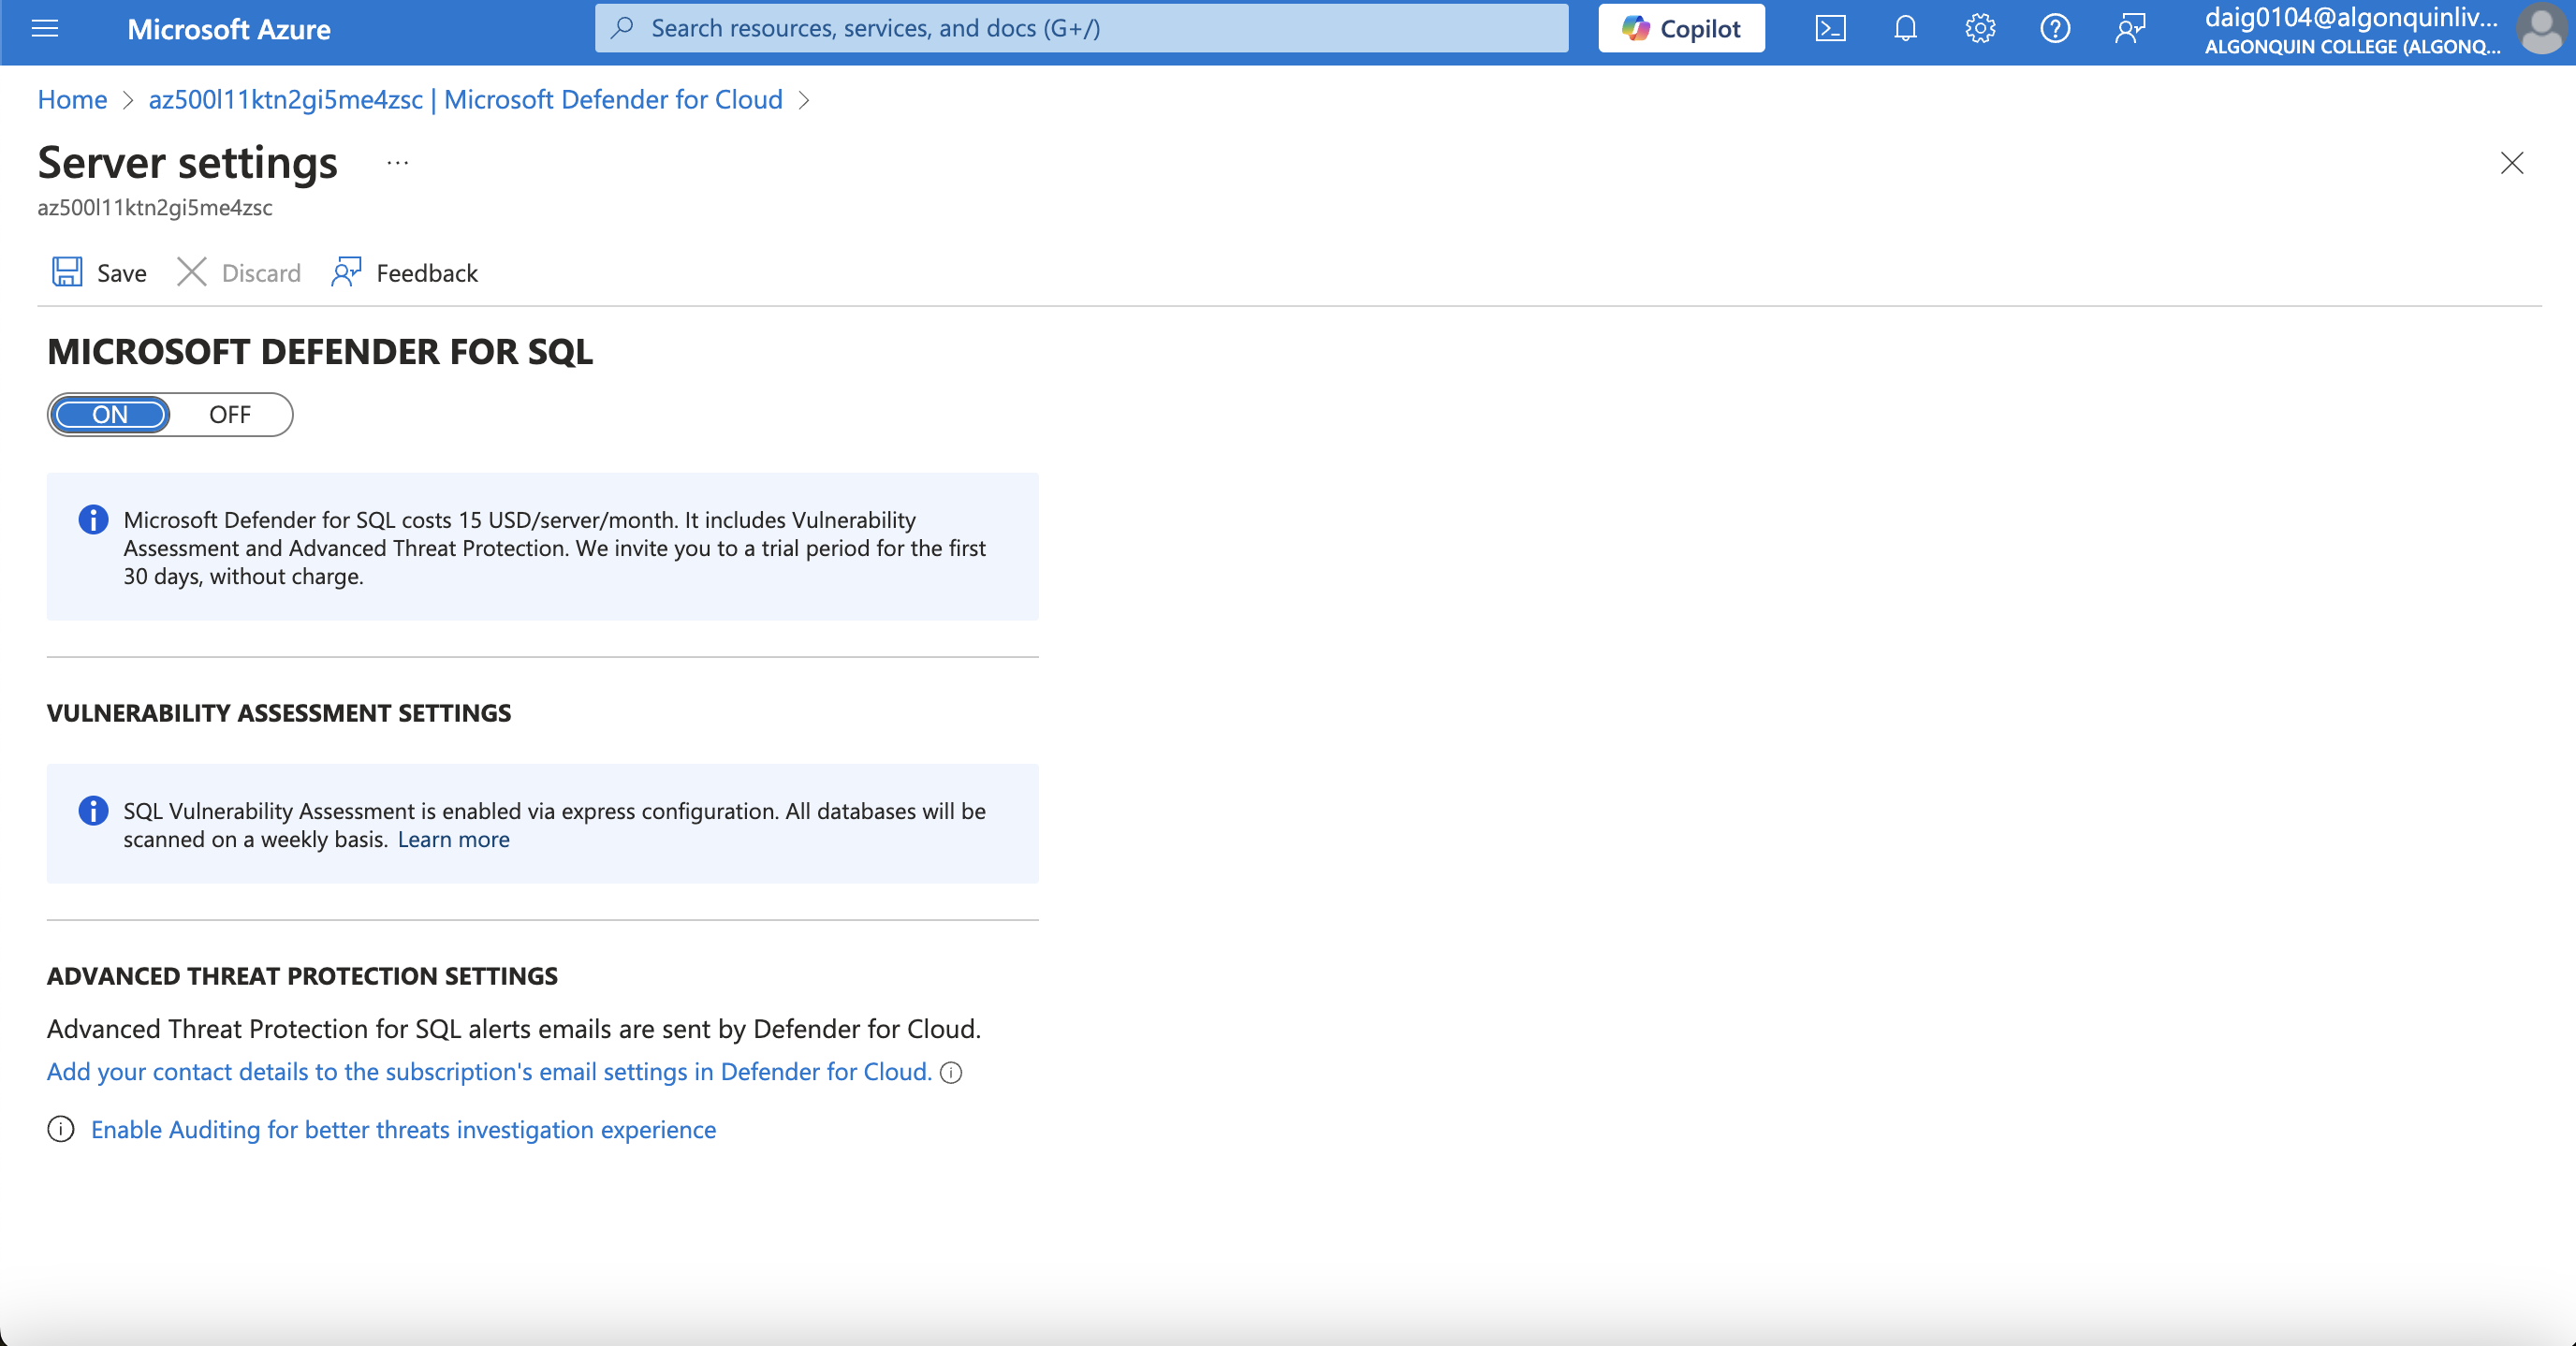 Microsoft Azure
Search resources, services, and docs (G+/)
Copilot
daig0104@algonquinliv...
ALGONQUIN COLLEGE (ALGONQ...
Home > az500l11ktn2gi5me4zsc | Microsoft Defender for Cloud >
Server settings ...
az500l11ktn2gi5me4zsc
Save Discard Feedback
MICROSOFT DEFENDER FOR SQL
ON OFF
Microsoft Defender for SQL costs 15 USD/server/month. It includes Vulnerability
Assessment and Advanced Threat Protection. We invite you to a trial period for the first
30 days, without charge.
VULNERABILITY ASSESSMENT SETTINGS
SQL Vulnerability Assessment is enabled via express configuration. All databases will be
scanned on a weekly basis. Learn more
ADVANCED THREAT PROTECTION SETTINGS
Advanced Threat Protection for SQL alerts emails are sent by Defender for Cloud.
Add your contact details to the subscription's email settings in Defender for Cloud.
Enable Auditing for better threats investigation experience